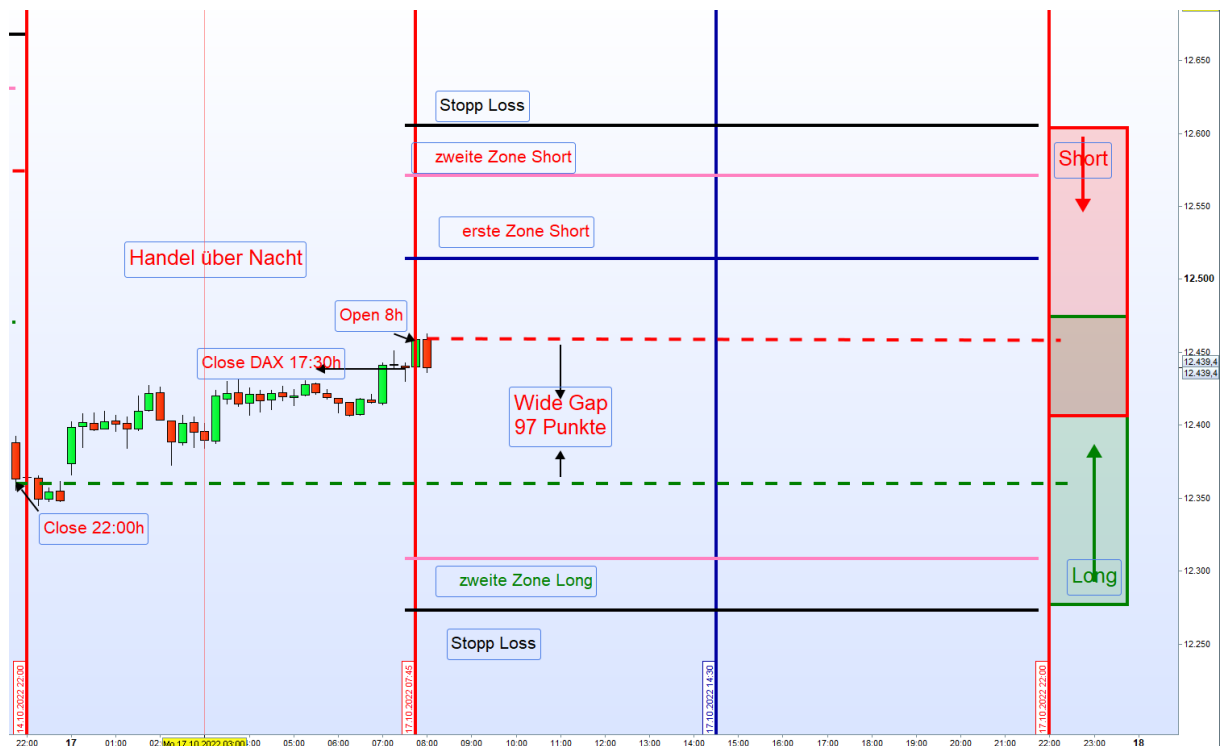 12.650
Stopp Loss
12.600
zweite Zone Short
Short
12.550
erste Zone Short
Handel über Nacht
12.500
Open 8h
12.450
Close DAX 17:30h
12.439,4
12.439,4
Wide Gap
97 Punkte
12.400
12.350
Close 22:00h
12.300
zweite Zone Long
Long
Stopp Loss
12.250
14.10.2022 22:00
17.10.2022 07:45
17.10.2022 14:30
17.10.2022 22:00
22:00 17 01:00 02: Mo 17.10.2022 03:00 :00 05:00 06:00 07:00 08:00 09:00 10:00 11:00 12:00 13:00 14:00 15:00 16:00 17:00 18:00 19:00 20:00 21:00 22:00 23:00 18